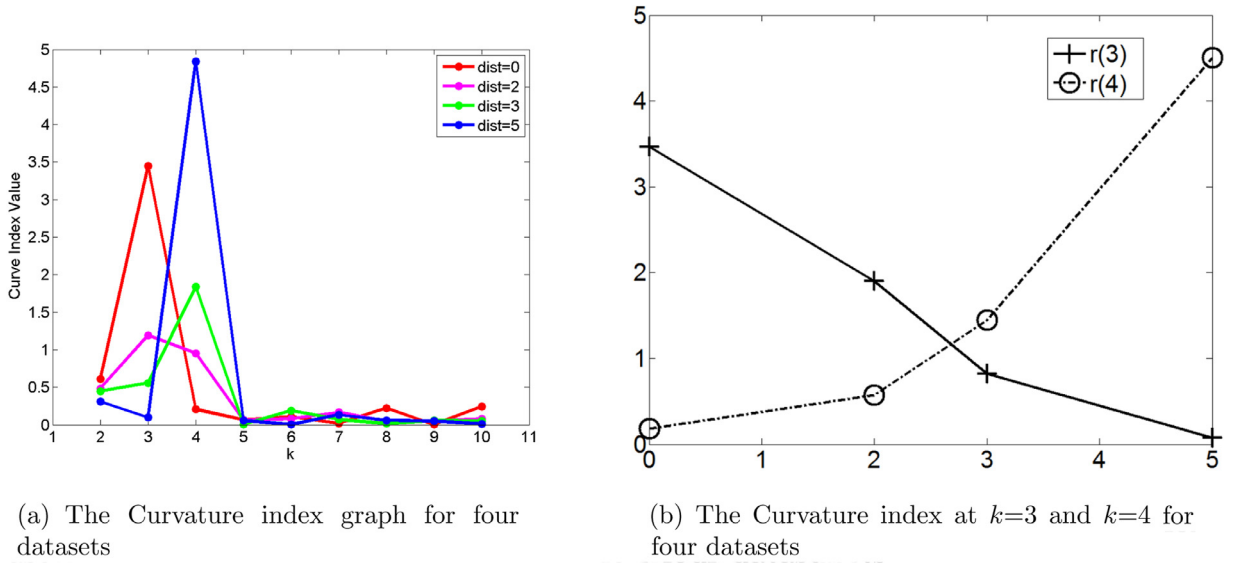 5
4.5
4
3.5
3
2.5
2
1.5
1
0.5
0
Curve Index Value
1 2 3 4 5 6 7 8 9 10 11
k
dist=0
dist=2
dist=3
dist=5
(a) The Curvature index graph for four
datasets
5
4
3
2
1
0
0 1 2 3 4 5
r(3)
r(4)
(b) The Curvature index at k=3 and k=4 for
four datasets